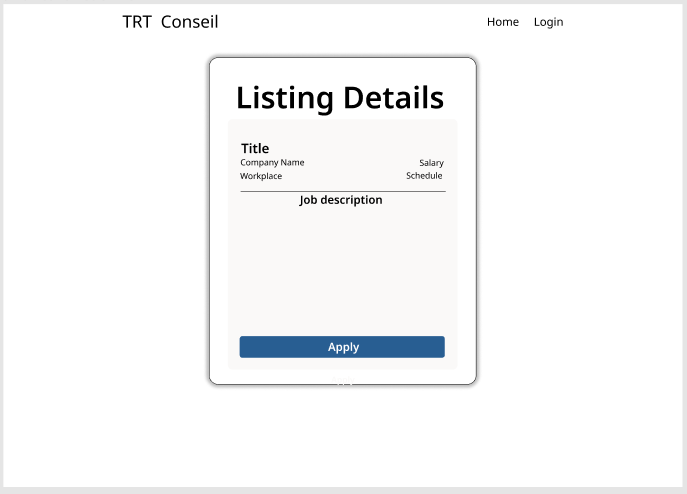 TRT Conseil Home Login
Listing Details
Title
Company Name Salary
Workplace Schedule
Job description
Apply